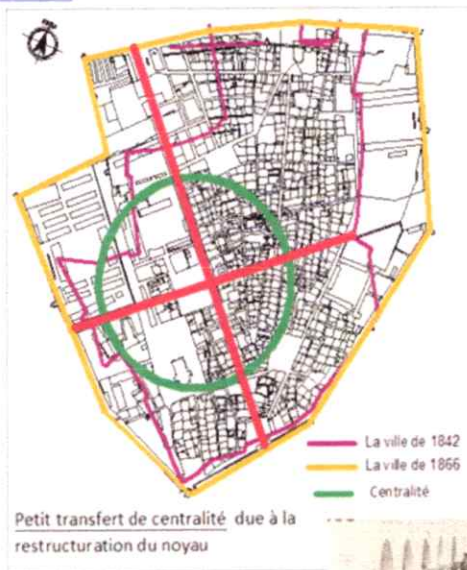 La ville de 1842
La ville de 1866
Centralité
Petit transfert de centralité due à la
restructuration du noyau